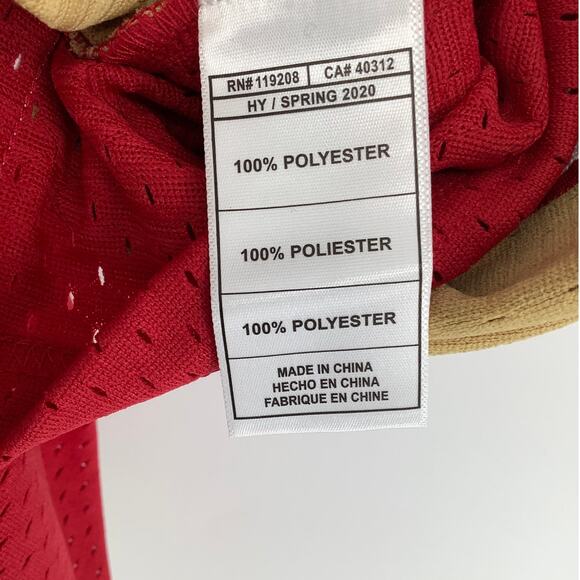 RN# 119208 CA# 40312
HY / SPRING 2020
100% POLYESTER
100% POLIESTER
100% POLYESTER
MADE IN CHINA
HECHO EN CHINA
FABRIQUE EN CHINE